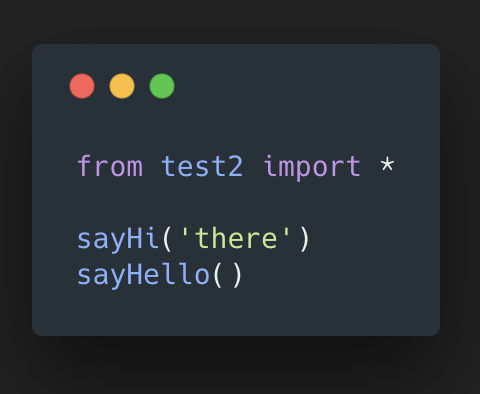 from test2 import *
sayHi('there')
sayHello()